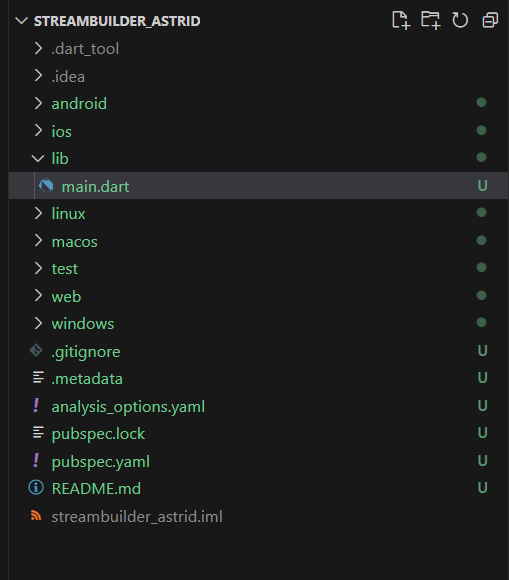 STREAMBUILDER_ASTRID
.dart_tool
.idea
android
ios
lib
main.dart U
linux
macos
test
web
windows
.gitignore U
.metadata U
! analysis_options.yaml U
pubspec.lock U
! pubspec.yaml U
README.md U
streambuilder_astrid.iml